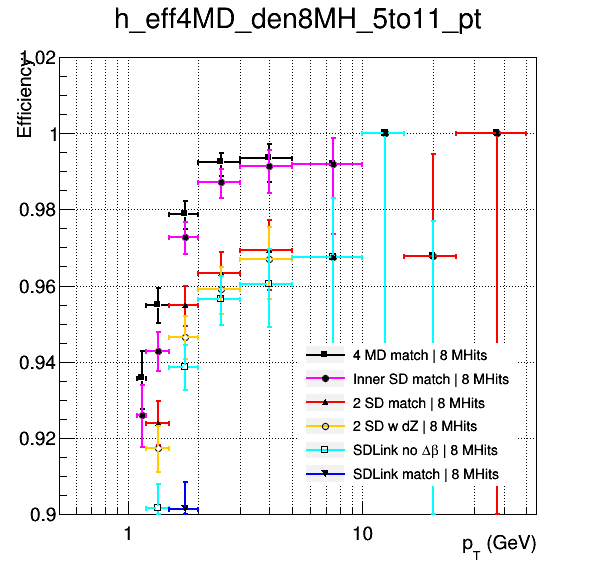 h_eff4MD_den8MH_5to11_pt
Efficiency
1.02
1
0.98
0.96
0.94
0.92
0.9
4 MD match | 8 MHits
Inner SD match | 8 MHits
2 SD match | 8 MHits
2 SD w dZ | 8 MHits
SDLink no Δβ | 8 MHits
SDLink match | 8 MHits
1
10
p_T (GeV)